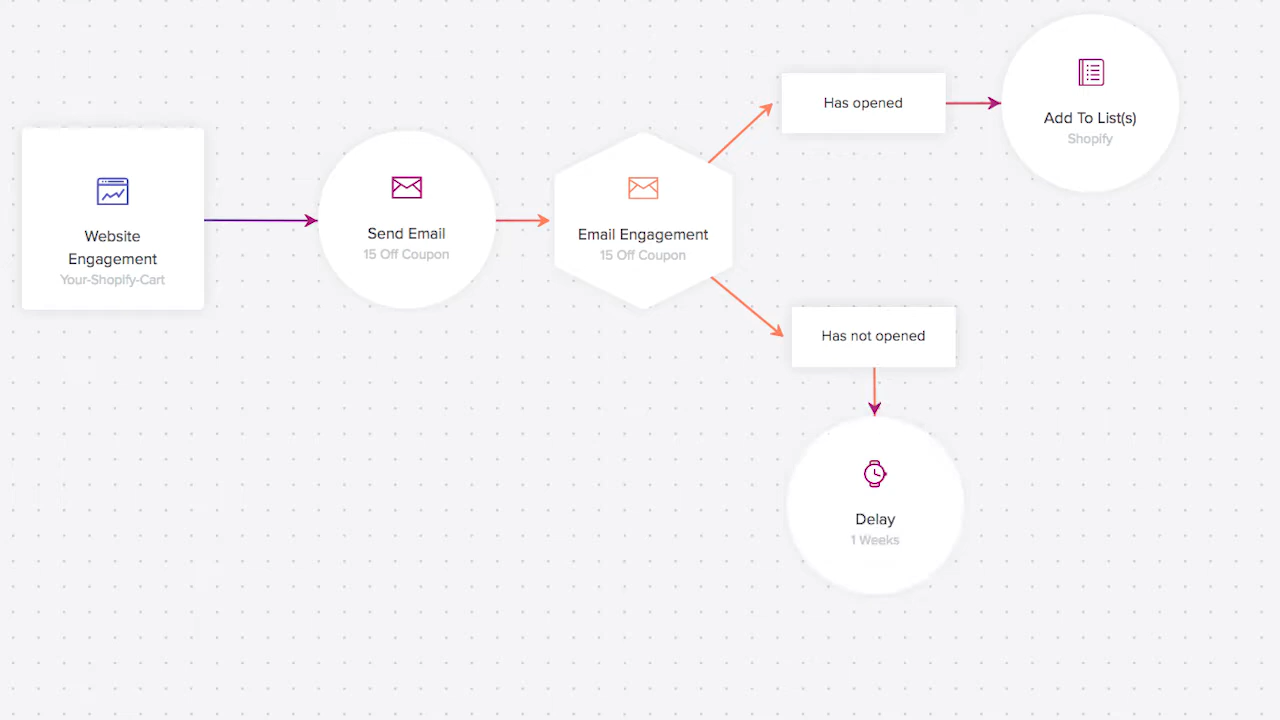 Website
Engagement
Your-Shopify-Cart
Send Email
15 Off Coupon
Email Engagement
15 Off Coupon
Has opened
Add To List(s)
Shopify
Has not opened
Delay
1 Weeks